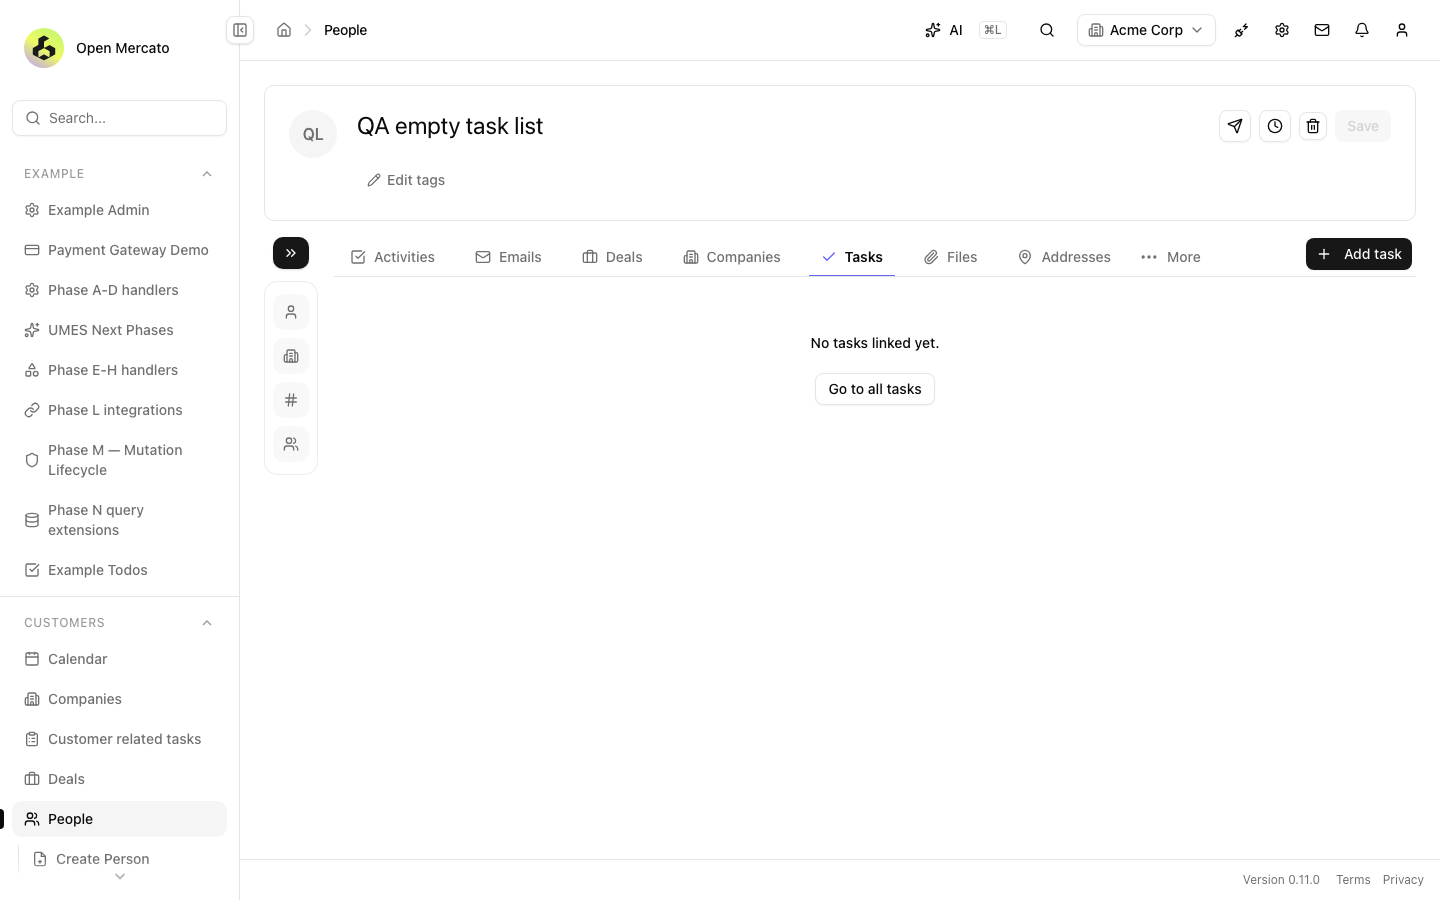 Open Mercato
People
AI
⌘L
Acme Corp
Search...
EXAMPLE
Example Admin
Payment Gateway Demo
Phase A-D handlers
UMES Next Phases
Phase E-H handlers
Phase L integrations
Phase M — Mutation
Lifecycle
Phase N query
extensions
Example Todos
CUSTOMERS
Calendar
Companies
Customer related tasks
Deals
People
Create Person
QL
QA empty task list
Save
Edit tags
Activities
Emails
Deals
Companies
Tasks
Files
Addresses
More
Add task
No tasks linked yet.
Go to all tasks
Version 0.11.0
Terms
Privacy